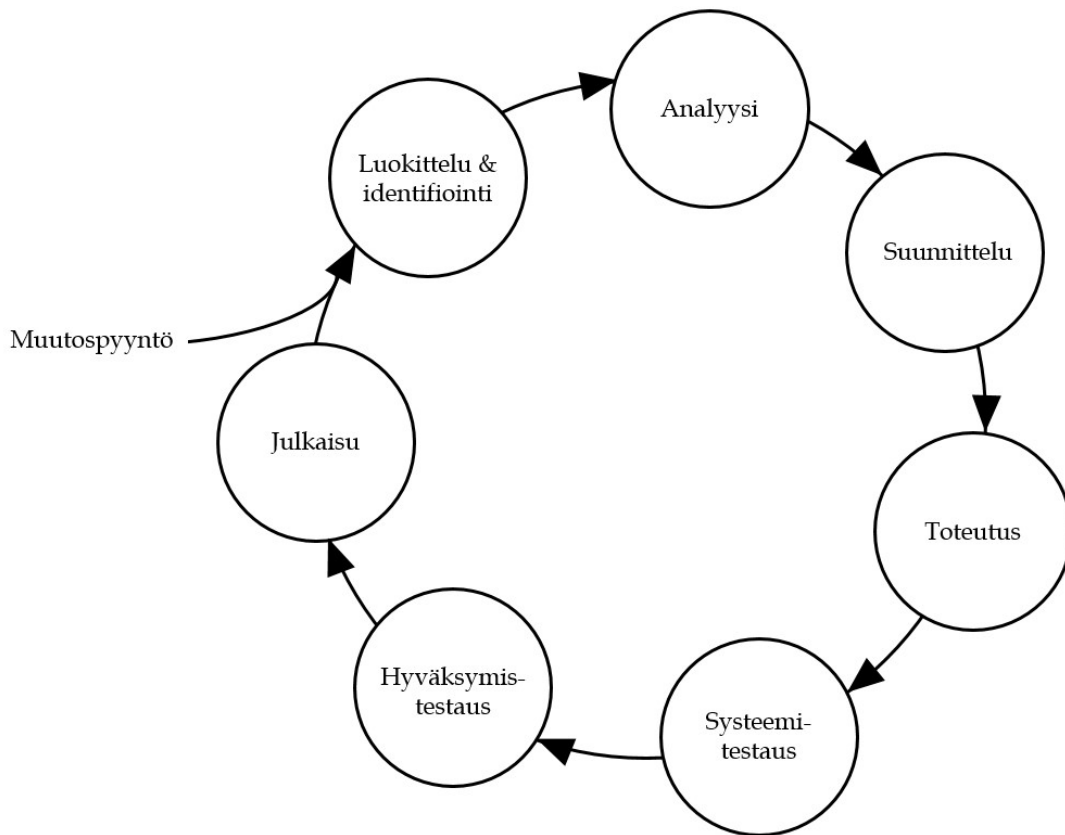 Analyysi
Luokittelu &
identifiointi
Suunnittelu
Muutospyyntö
Julkaisu
Toteutus
Hyväksymis-
testaus
Systeemi-
testaus